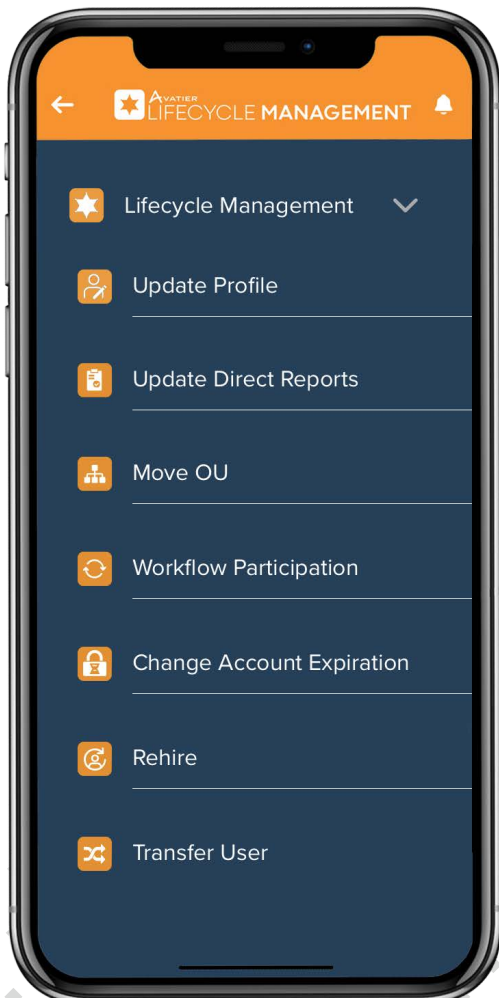 AVATIER
LIFECYCLE MANAGEMENT
Lifecycle Management
Update Profile
Update Direct Reports
Move OU
Workflow Participation
Change Account Expiration
Rehire
Transfer User